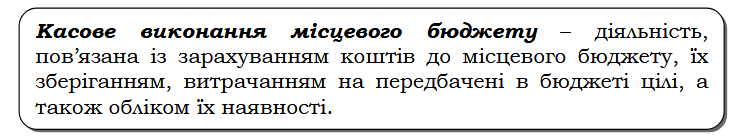 Касове виконання місцевого бюджету – діяльність,
пов’язана із зарахуванням коштів до місцевого бюджету, їх
зберіганням, витрачанням на передбачені в бюджеті цілі, а
також обліком їх наявності.